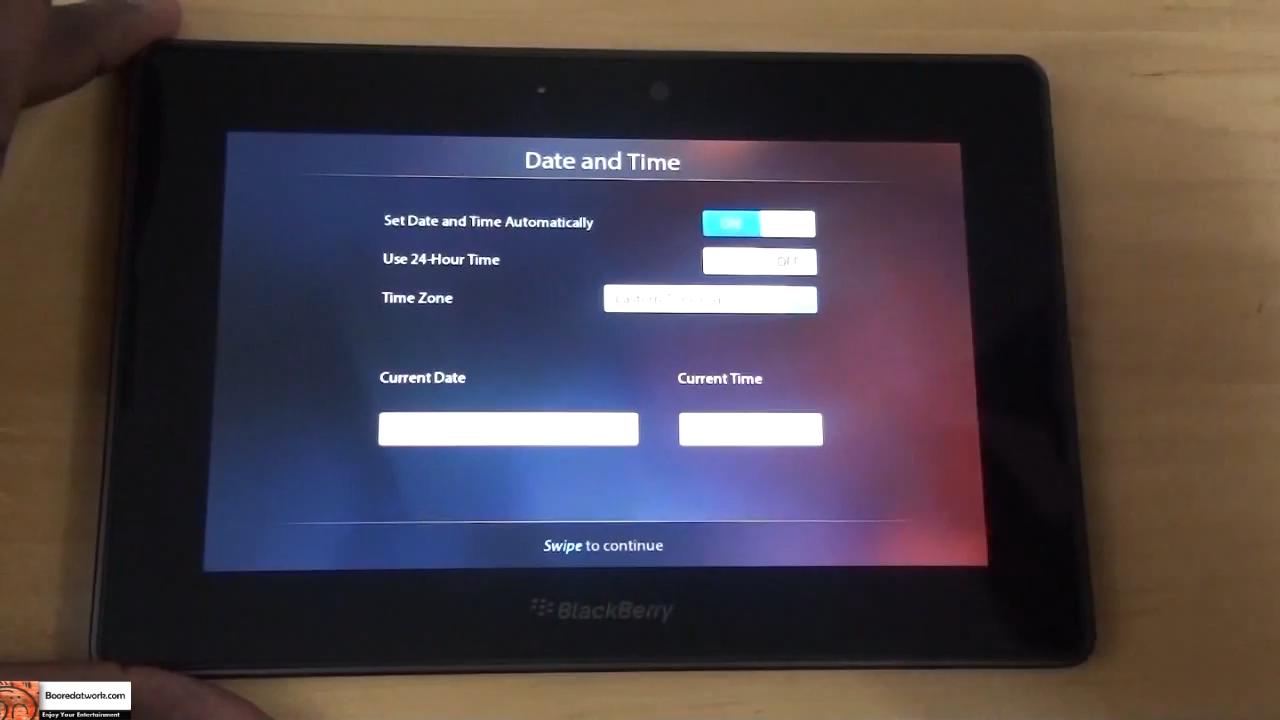 Date and Time
Set Date and Time Automatically
ON
Use 24-Hour Time
OFF
Time Zone
Eastern
Current Date
Current Time
Swipe to continue
BlackBerry
Booredatwork.com
Enjoy Your Entertainment